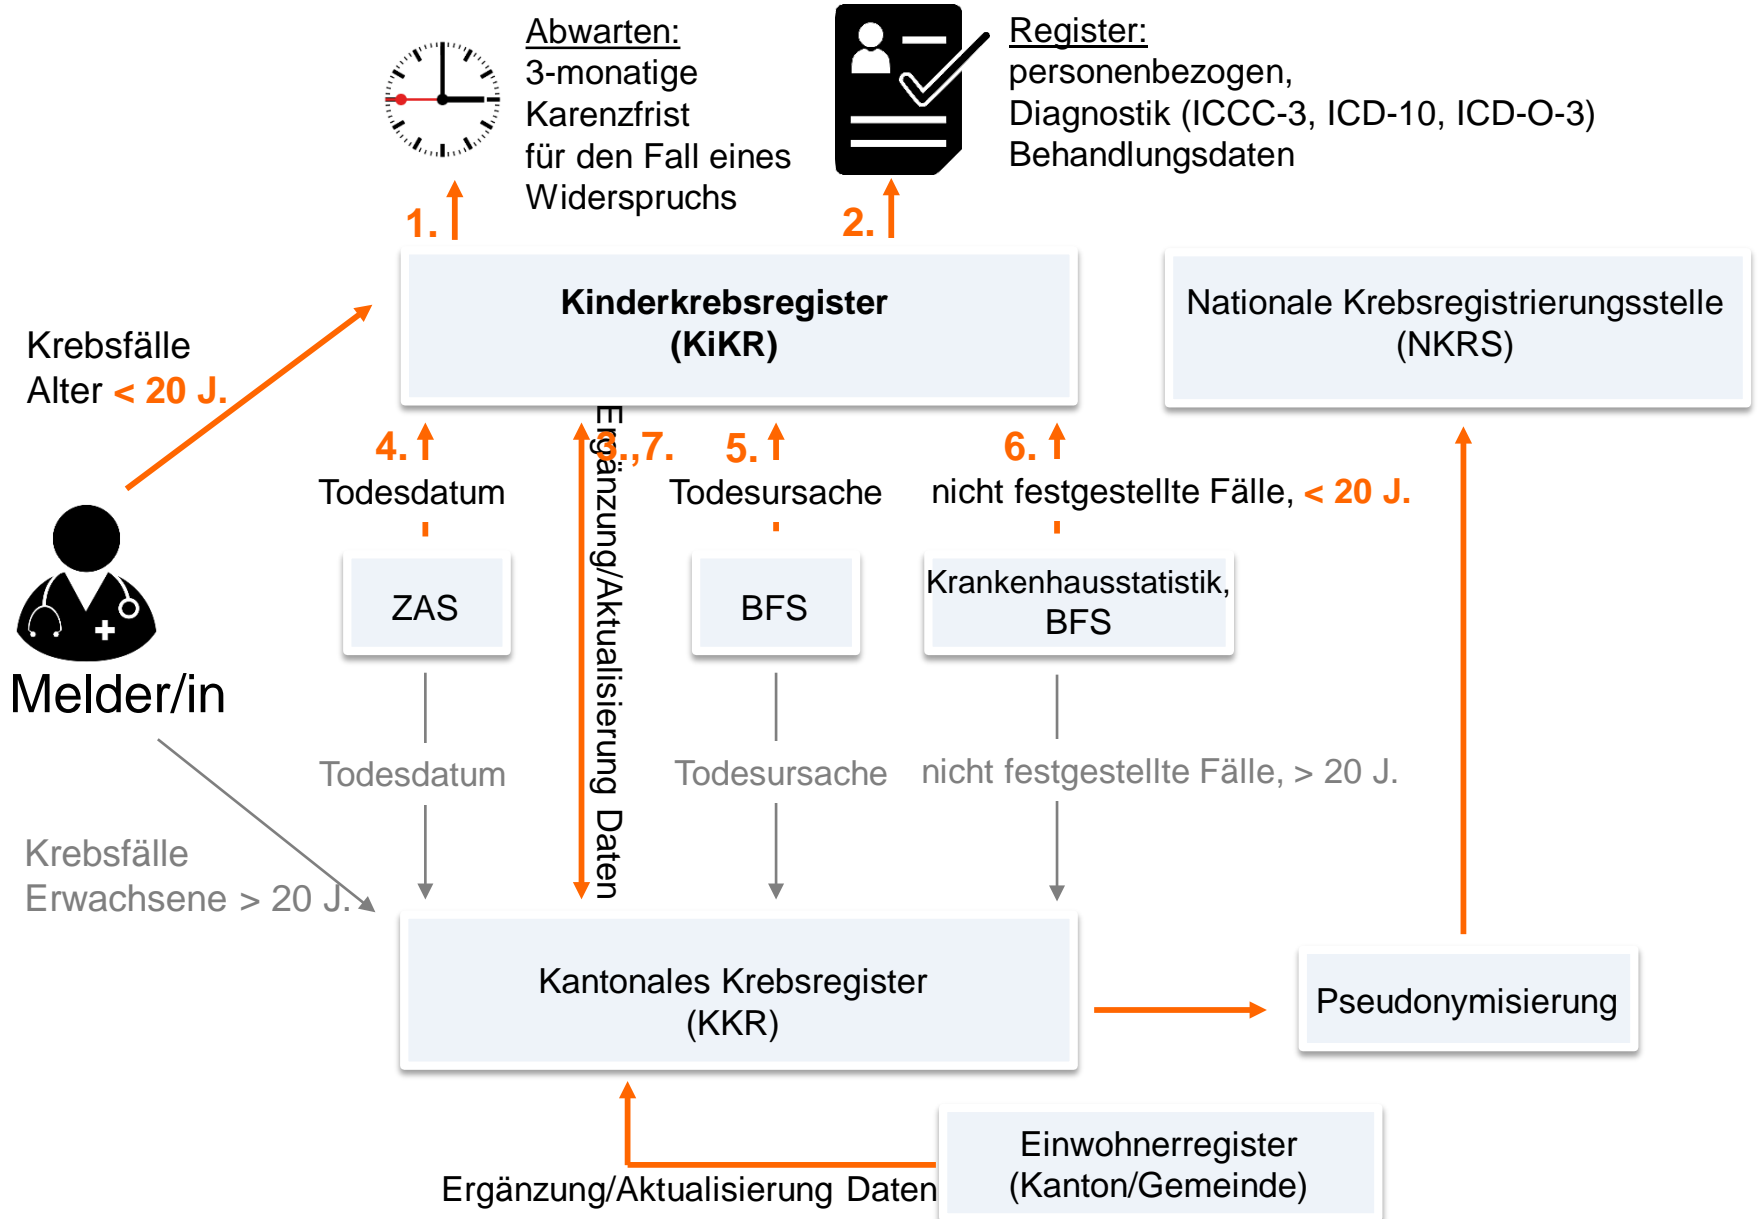 Abwarten:
3-monatige
Karenzfrist
für den Fall eines
Widerspruchs
Register:
personenbezogen,
Diagnostik (ICCC-3, ICD-10, ICD-O-3)
Behandlungsdaten
1.
2.
Kinderkrebsregister
(KiKR)
Nationale Krebsregistrierungsstelle
(NKRS)
Krebsfälle
Alter < 20 J.
4.
3.,7.
5.
6.
Todesdatum
Todesursache
nicht festgestellte Fälle, < 20 J.
Ergänzung/Aktualisierung Daten
ZAS
BFS
Krankenhausstatistik,
BFS
Melder/in
Todesdatum
Todesursache
nicht festgestellte Fälle, > 20 J.
Krebsfälle
Erwachsene > 20 J.
Kantonales Krebsregister
(KKR)
Pseudonymisierung
Einwohnerregister
(Kanton/Gemeinde)
Ergänzung/Aktualisierung Daten